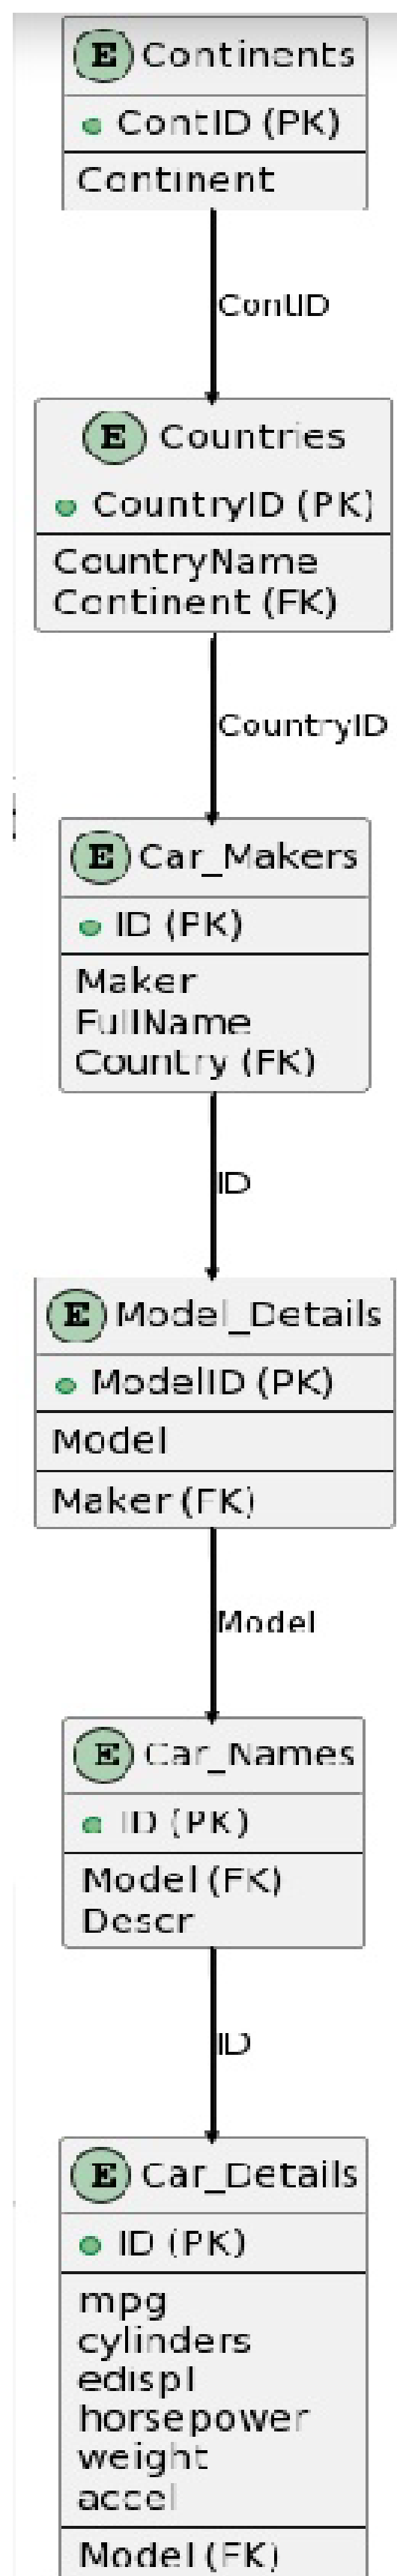 E Continents
ContID (PK)
Continent
ContID
E Countries
CountryID (PK)
CountryName
Continent (FK)
CountryID
E Car_Makers
ID (PK)
Maker
FullName
Country (FK)
ID
E Model_Details
ModelID (PK)
Model
Maker (FK)
Model
E Car_Names
ID (PK)
Model (FK)
Descr
ID
E Car_Details
ID (PK)
mpg
cylinders
edispl
horsepower
weight
accel
Model (FK)